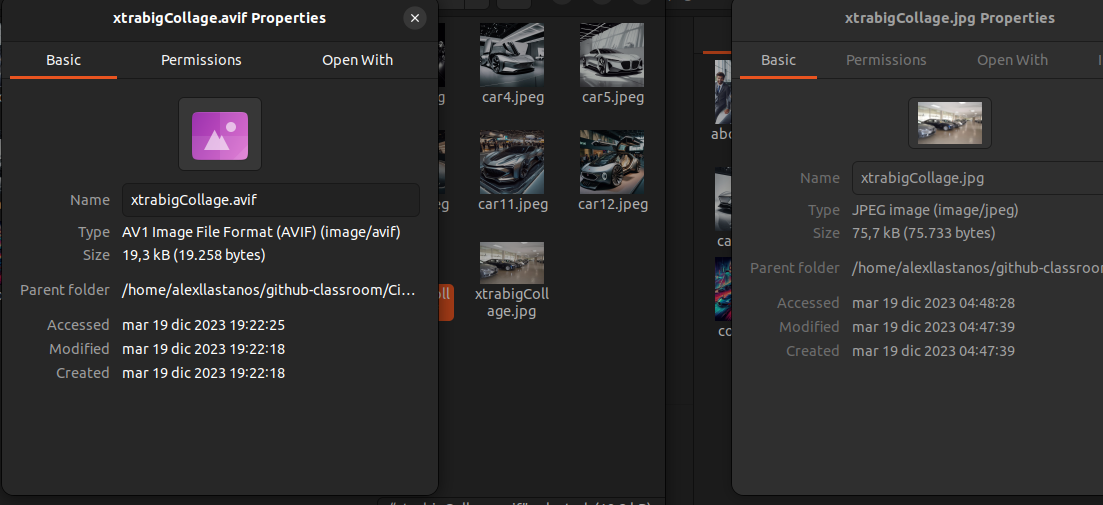 xtrabigCollage.avif Properties
Basic
Permissions
Open With
Name
xtrabigCollage.avif
Type
AV1 Image File Format (AVIF) (image/avif)
Size
19,3 kB (19.258 bytes)
Parent folder
/home/alexllastanos/github-classroom/Ci…
Accessed
mar 19 dic 2023 19:22:25
Modified
mar 19 dic 2023 19:22:18
Created
mar 19 dic 2023 19:22:18
car4.jpeg
car5.jpeg
car11.jpeg
car12.jpeg
xtrabigColl
age.jpg
xtrabigCollage.jpg Properties
Basic
Permissions
Open With
Name
xtrabigCollage.jpg
Type
JPEG image (image/jpeg)
Size
75,7 kB (75.733 bytes)
Parent folder
/home/alexllastanos/github-classroo
Accessed
mar 19 dic 2023 04:48:28
Modified
mar 19 dic 2023 04:47:39
Created
mar 19 dic 2023 04:47:39